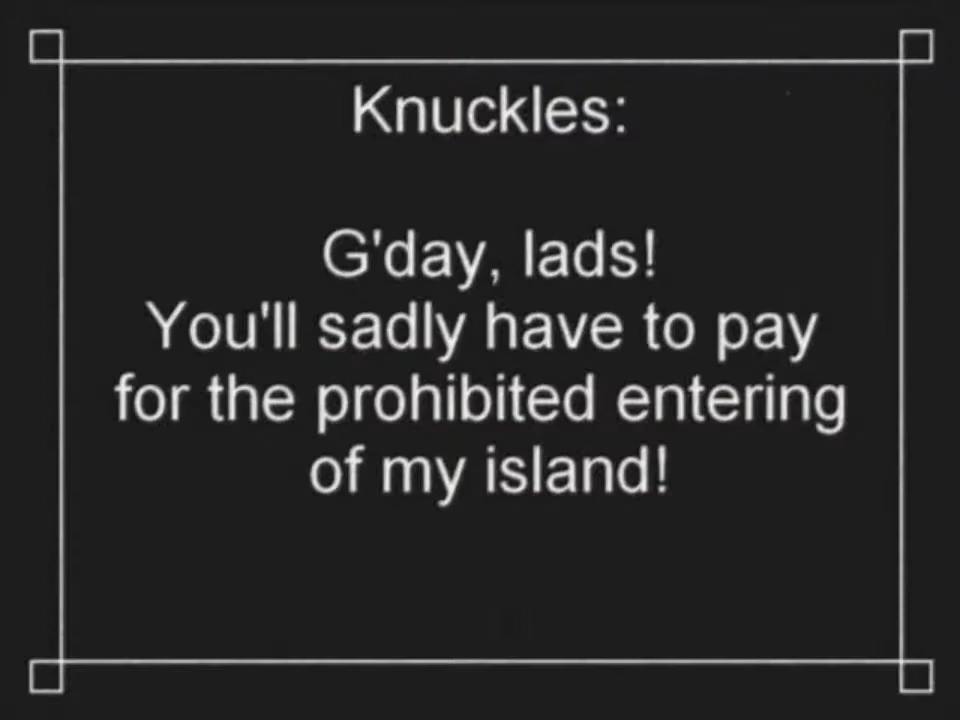 Knuckles:
G'day, lads!
You'll sadly have to pay
for the prohibited entering
of my island!